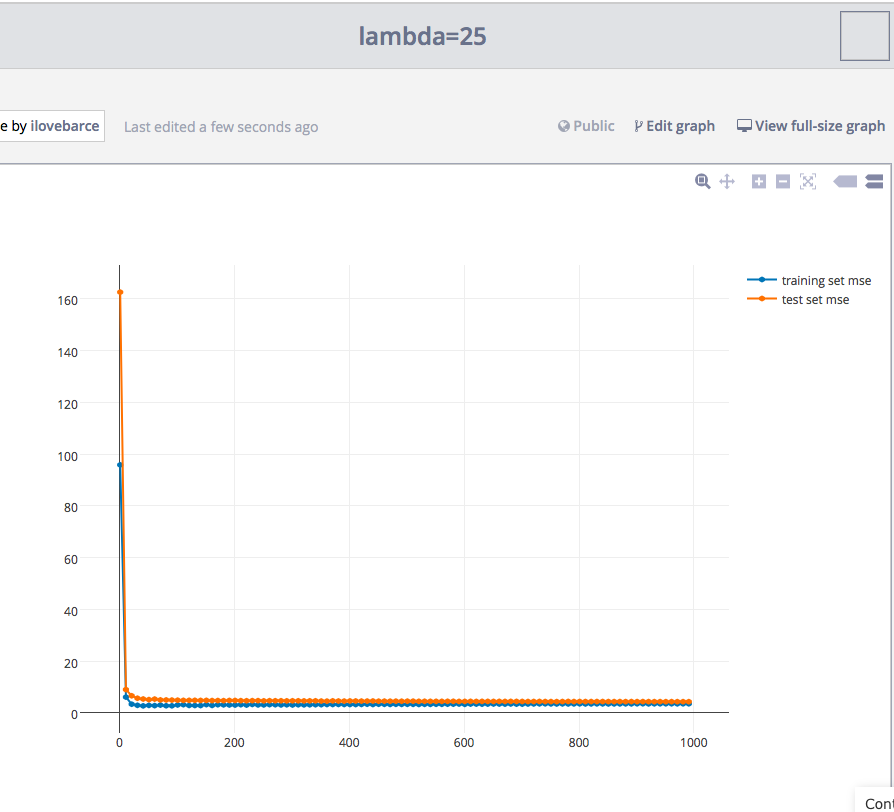 lambda=25
e by ilovebarce
Last edited a few seconds ago
Public
Edit graph
View full-size graph
training set mse
test set mse
160
140
120
100
80
60
40
20
0
0 200 400 600 800 1000
Cont